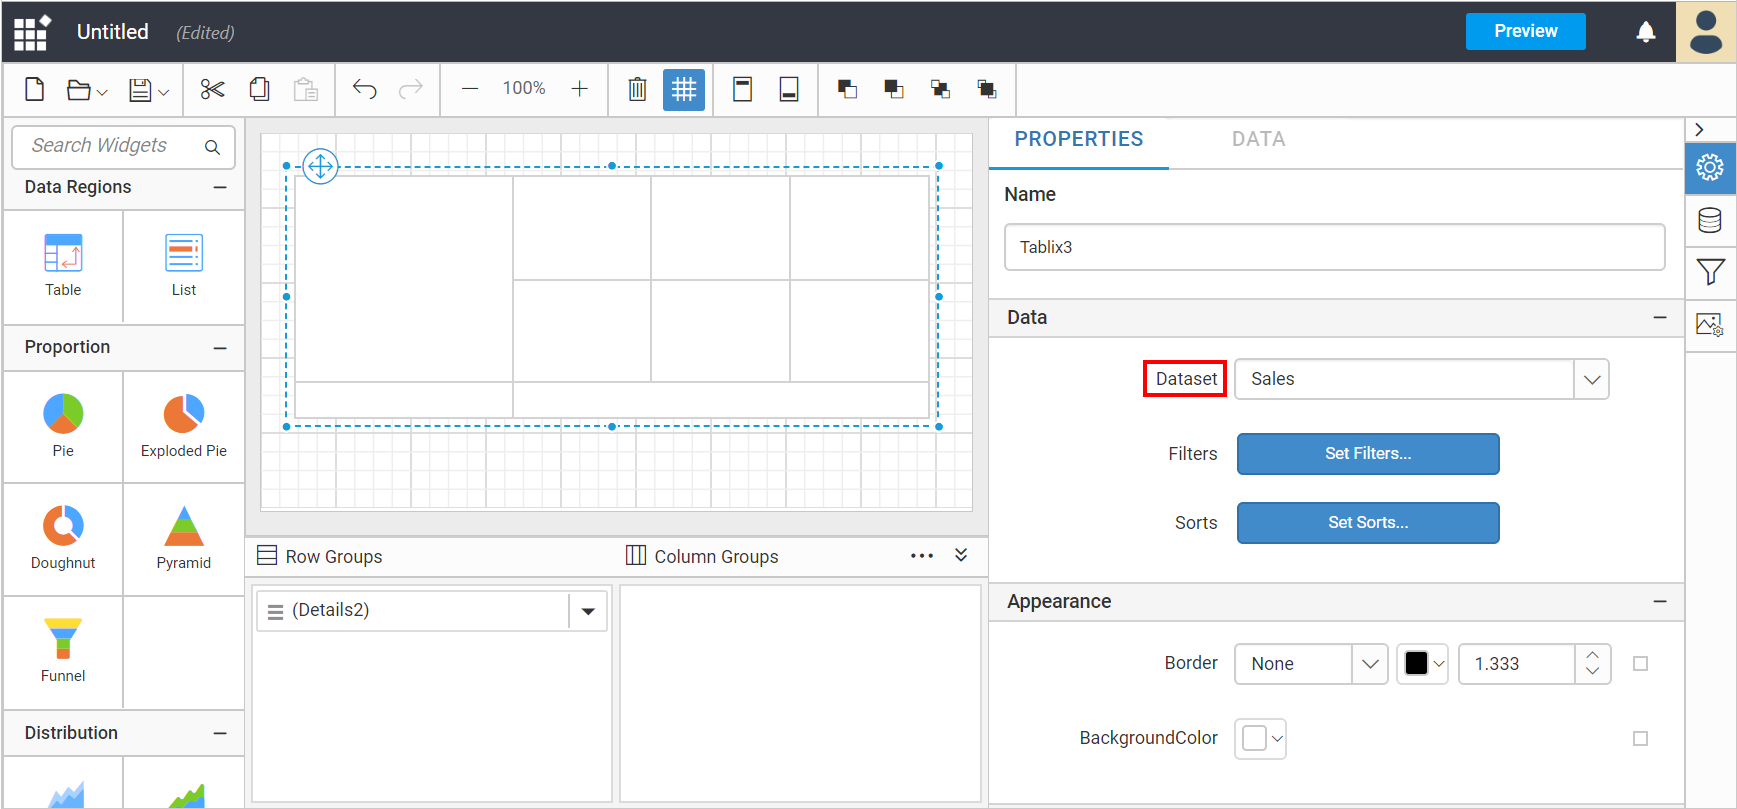 Untitled (Edited) Preview
100%
Search Widgets
Data Regions
Table List
Proportion
Pie Exploded Pie
Doughnut Pyramid
Funnel
Distribution
Row Groups Column Groups
(Details2)
PROPERTIES DATA
Name
Tablix3
Data
Dataset Sales
Filters Set Filters...
Sorts Set Sorts...
Appearance
Border None 1.333
BackgroundColor